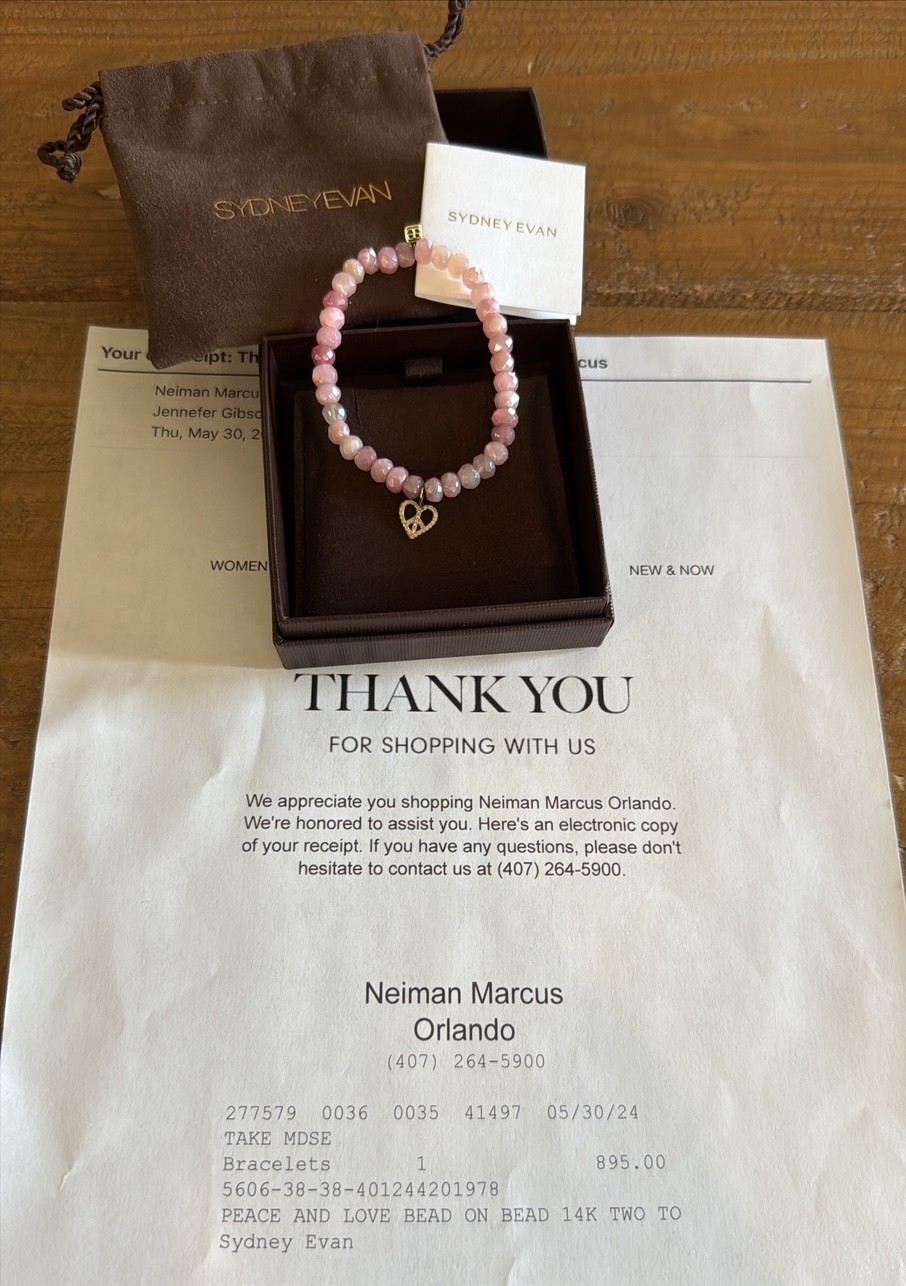 SYDNEYEVAN
SYDNEY EVAN
Your
Neiman
Thu, May 30,
WOMEN
NEW & NOW
THANK YOU
FOR SHOPPING WITH US
We appreciate you shopping Neiman Marcus Orlando.
We're honored to assist you. Here's an electronic copy
of your receipt. If you have any questions, please don't
hesitate to contact us at (407) 264-5900.
Neiman Marcus
Orlando
(407) 264-5900
277579 0036 0035 41497 05/30/24
TAKE MDSE
Bracelets 1 895.00
5606-38-38-401244201978
PEACE AND LOVE BEAD ON BEAD 14K TWO TO
Sydney Evan